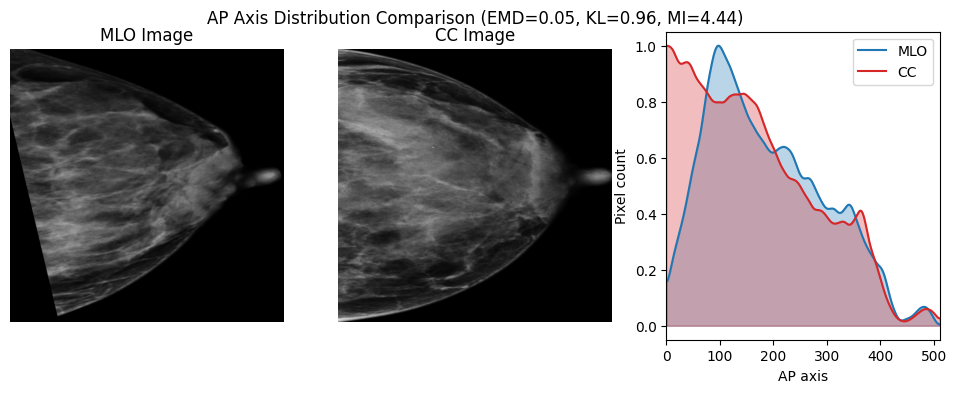 AP Axis Distribution Comparison (EMD=0.05, KL=0.96, MI=4.44)
MLO Image
CC Image
MLO
CC
Pixel count
1.0
0.8
0.6
0.4
0.2
0.0
0 100 200 300 400 500
AP axis